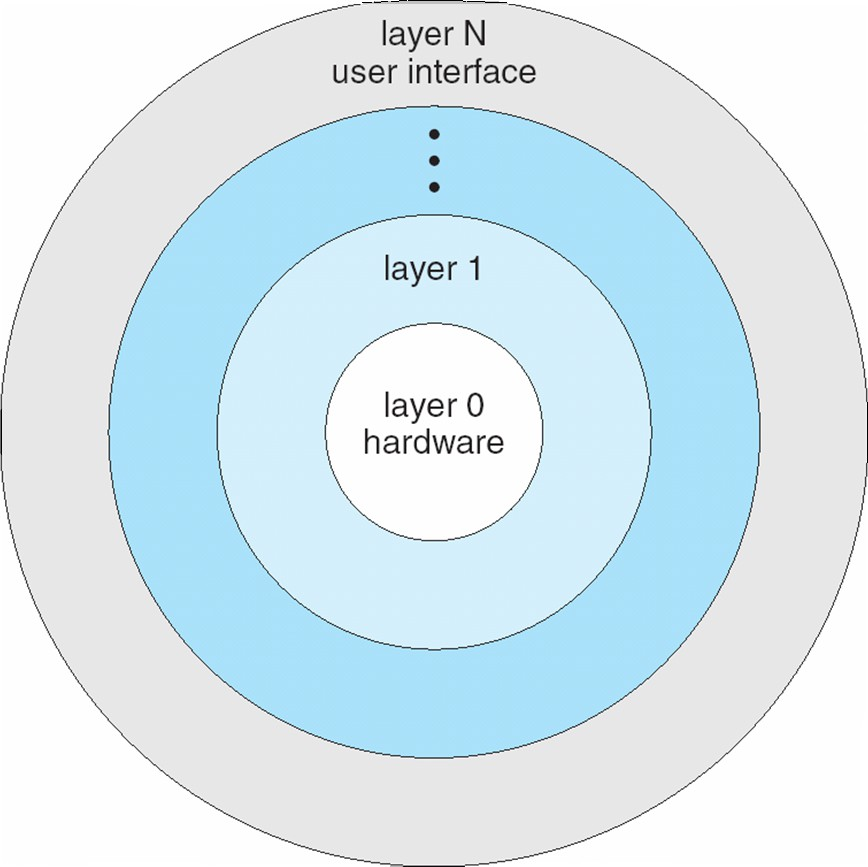 layer N
user interface
layer 1
layer 0
hardware